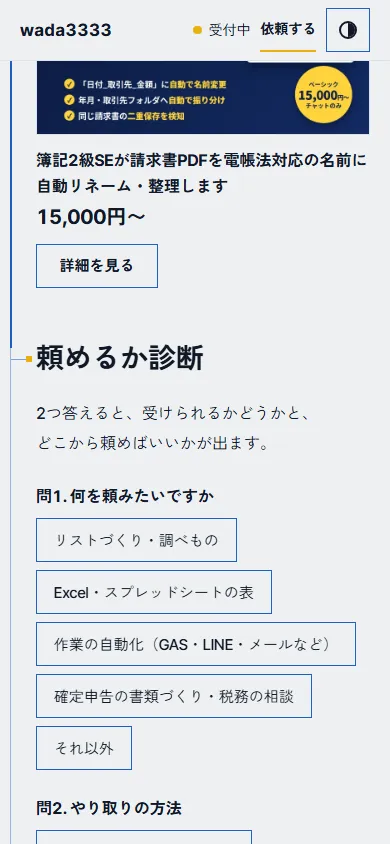 wada3333
受付中
依頼する
「日付_取引先_金額」に自動で名前変更
年月・取引先フォルダへ自動で振り分け
同じ請求書の二重保存を検知
ベーシック
15,000円〜
チャットのみ
簿記2級SEが請求書PDFを電帳法対応の名前に
自動リネーム・整理します
15,000円〜
詳細を見る
頼めるか診断
2つ答えると、受けられるかどうかと、
どこから頼めばいいかが出ます。
問1. 何を頼みたいですか
リストづくり・調べもの
Excel・スプレッドシートの表
作業の自動化（GAS・LINE・メールなど）
確定申告の書類づくり・税務の相談
それ以外
問2. やり取りの方法